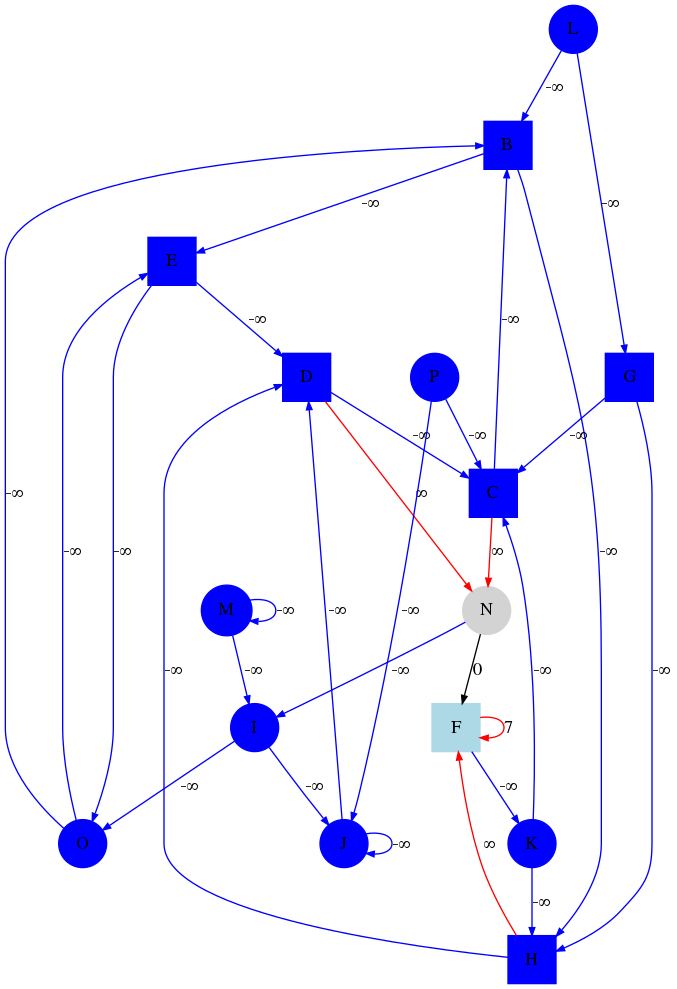 L
-∞
B
-∞ -∞
E
-∞ -∞
D P G
-∞ -∞ -∞
-∞ ∞ C
-∞ -∞ ∞ -∞
M -∞ -∞ -∞ N
-∞ -∞ -∞ 0 -∞ -∞
I F 7
-∞ -∞ -∞
O J -∞ ∞ K
-∞
H